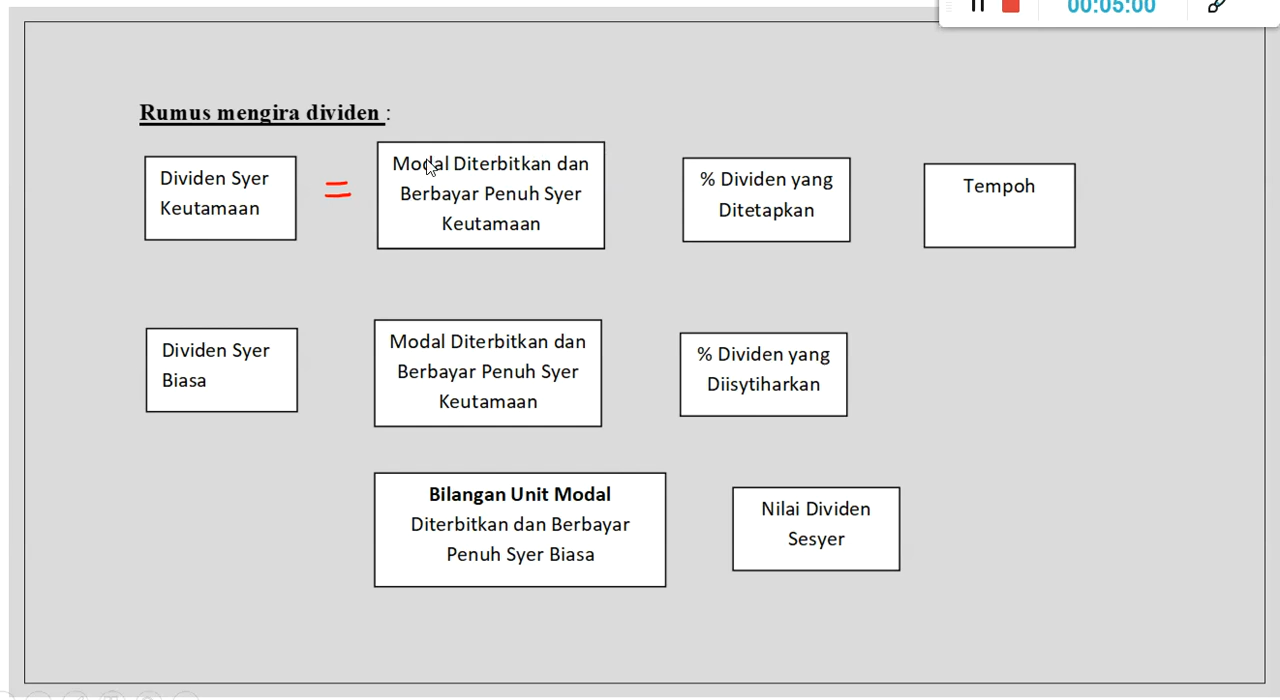 00:05:00
Rumus mengira dividen :
Dividen Syer
Keutamaan
=
Modal Diterbitkan dan
Berbayar Penuh Syer
Keutamaan
% Dividen yang
Ditetapkan
Tempoh
Dividen Syer
Biasa
Modal Diterbitkan dan
Berbayar Penuh Syer
Keutamaan
% Dividen yang
Diisytiharkan
Bilangan Unit Modal
Diterbitkan dan Berbayar
Penuh Syer Biasa
Nilai Dividen
Sesyer